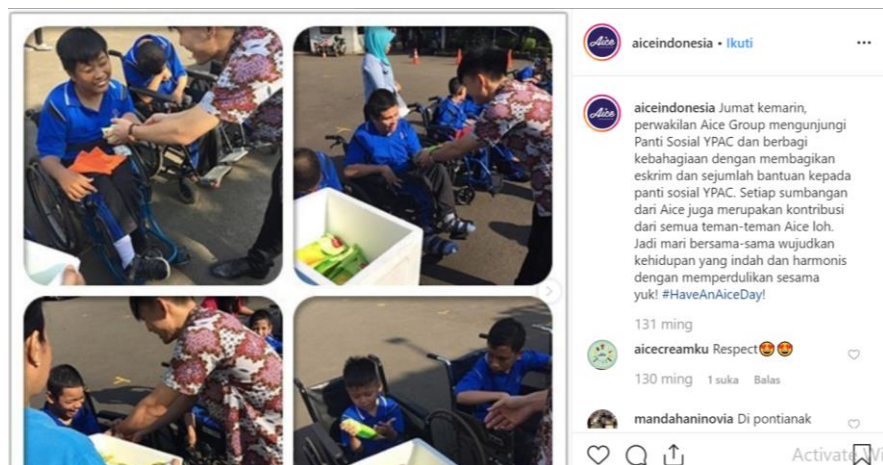 aiceindonesia • Ikuti
aiceindonesia Jumat kemarin,
perwakilan Aice Group mengunjungi
Panti Sosial YPAC dan berbagi
kebahagiaan dengan membagikan
eskrim dan sejumlah bantuan kepada
panti sosial YPAC. Setiap sumbangan
dari Aice juga merupakan kontribusi
dari semua teman-teman Aice loh.
Jadi mari bersama-sama wujudkan
kehidupan yang indah dan harmonis
dengan memperdulikan sesama
yuk! #HaveAnAiceDay!
131 ming
aicecreamku Respect😍😍
130 ming 1 suka Balas
mandahaninovia Di pontianak
Activate Wi
Aice
Aice